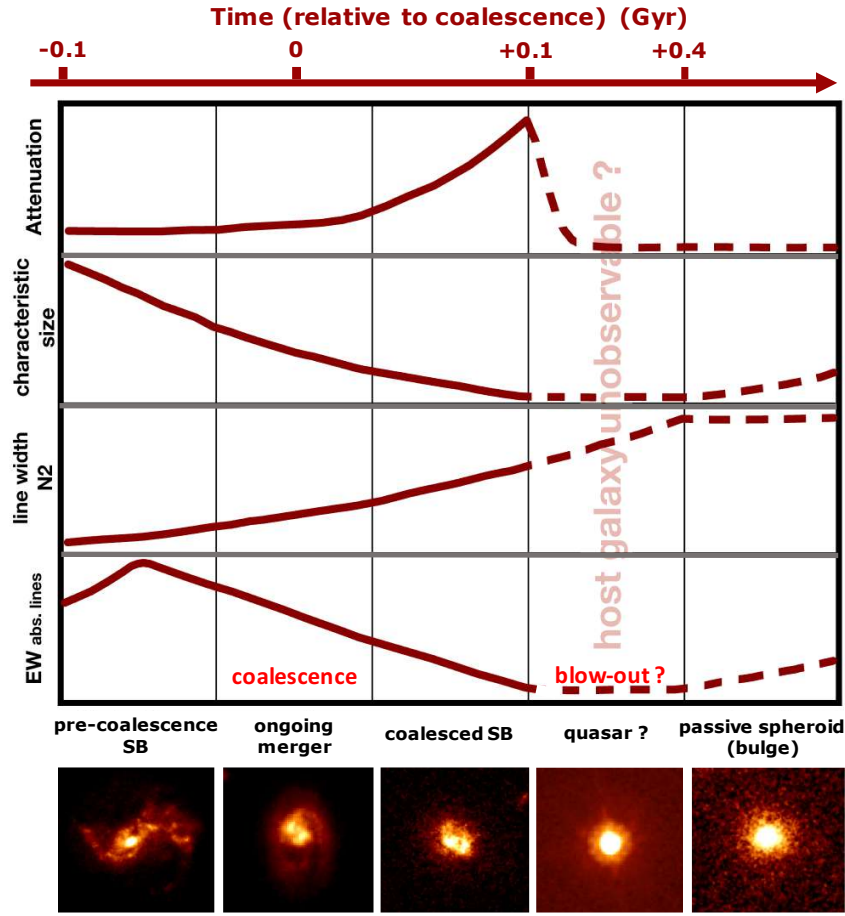 Time (relative to coalescence) (Gyr)
-0.1 0 +0.1 +0.4
Attenuation
characteristic
size
line width
N2
EW abs. lines
host galaxy unobservable ?
coalescence
blow-out ?
pre-coalescence
SB
ongoing
merger
coalesced SB
quasar ?
passive spheroid
(bulge)